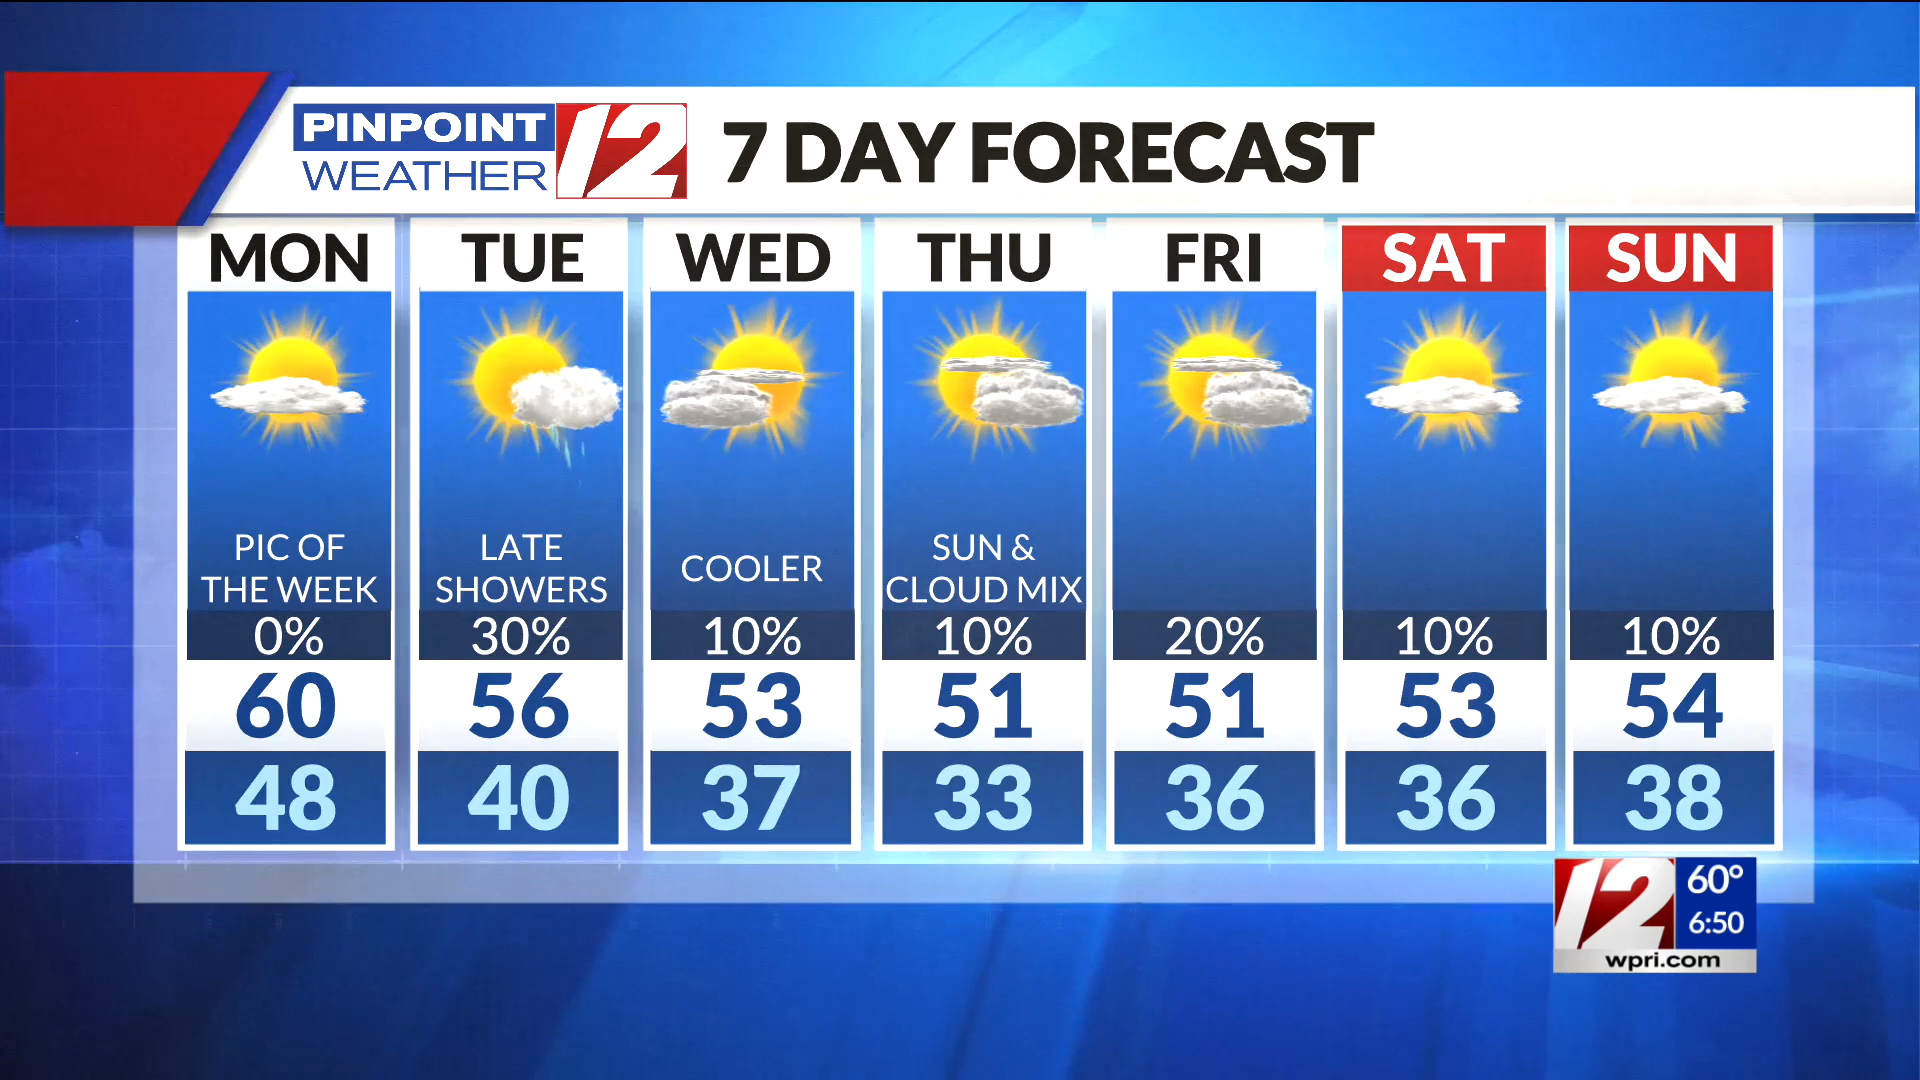 PINPOINT
WEATHER
12
7 DAY FORECAST
MON
TUE
WED
THU
FRI
SAT
SUN
PIC OF
THE WEEK
LATE
SHOWERS
COOLER
SUN &
CLOUD MIX
0%
30%
10%
10%
20%
10%
10%
60
56
53
51
51
53
54
48
40
37
33
36
36
38
12
60°
6:50
wpri.com